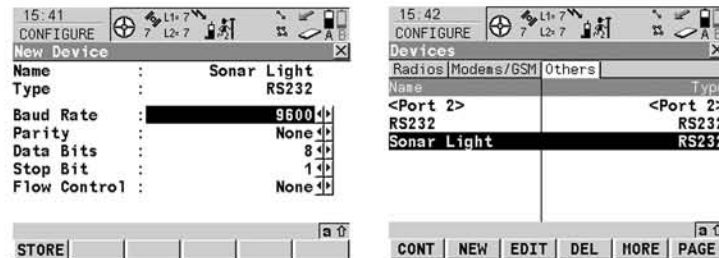 15:41
CONFIGURE
7 L1= 7
L2= 7
A B
New Device
Name : Sonar Light
Type : RS232
Baud Rate : 9600
Parity : None
Data Bits : 8
Stop Bit : 1
Flow Control : None
a
STORE
15:42
CONFIGURE
7 L1= 7
L2= 7
A
Devices
Radios Modems/GSM Others
Name
<Port 2> <Port 2>
RS232 RS232
Sonar Light RS232
a
CONT NEW EDIT DEL MORE PAGE